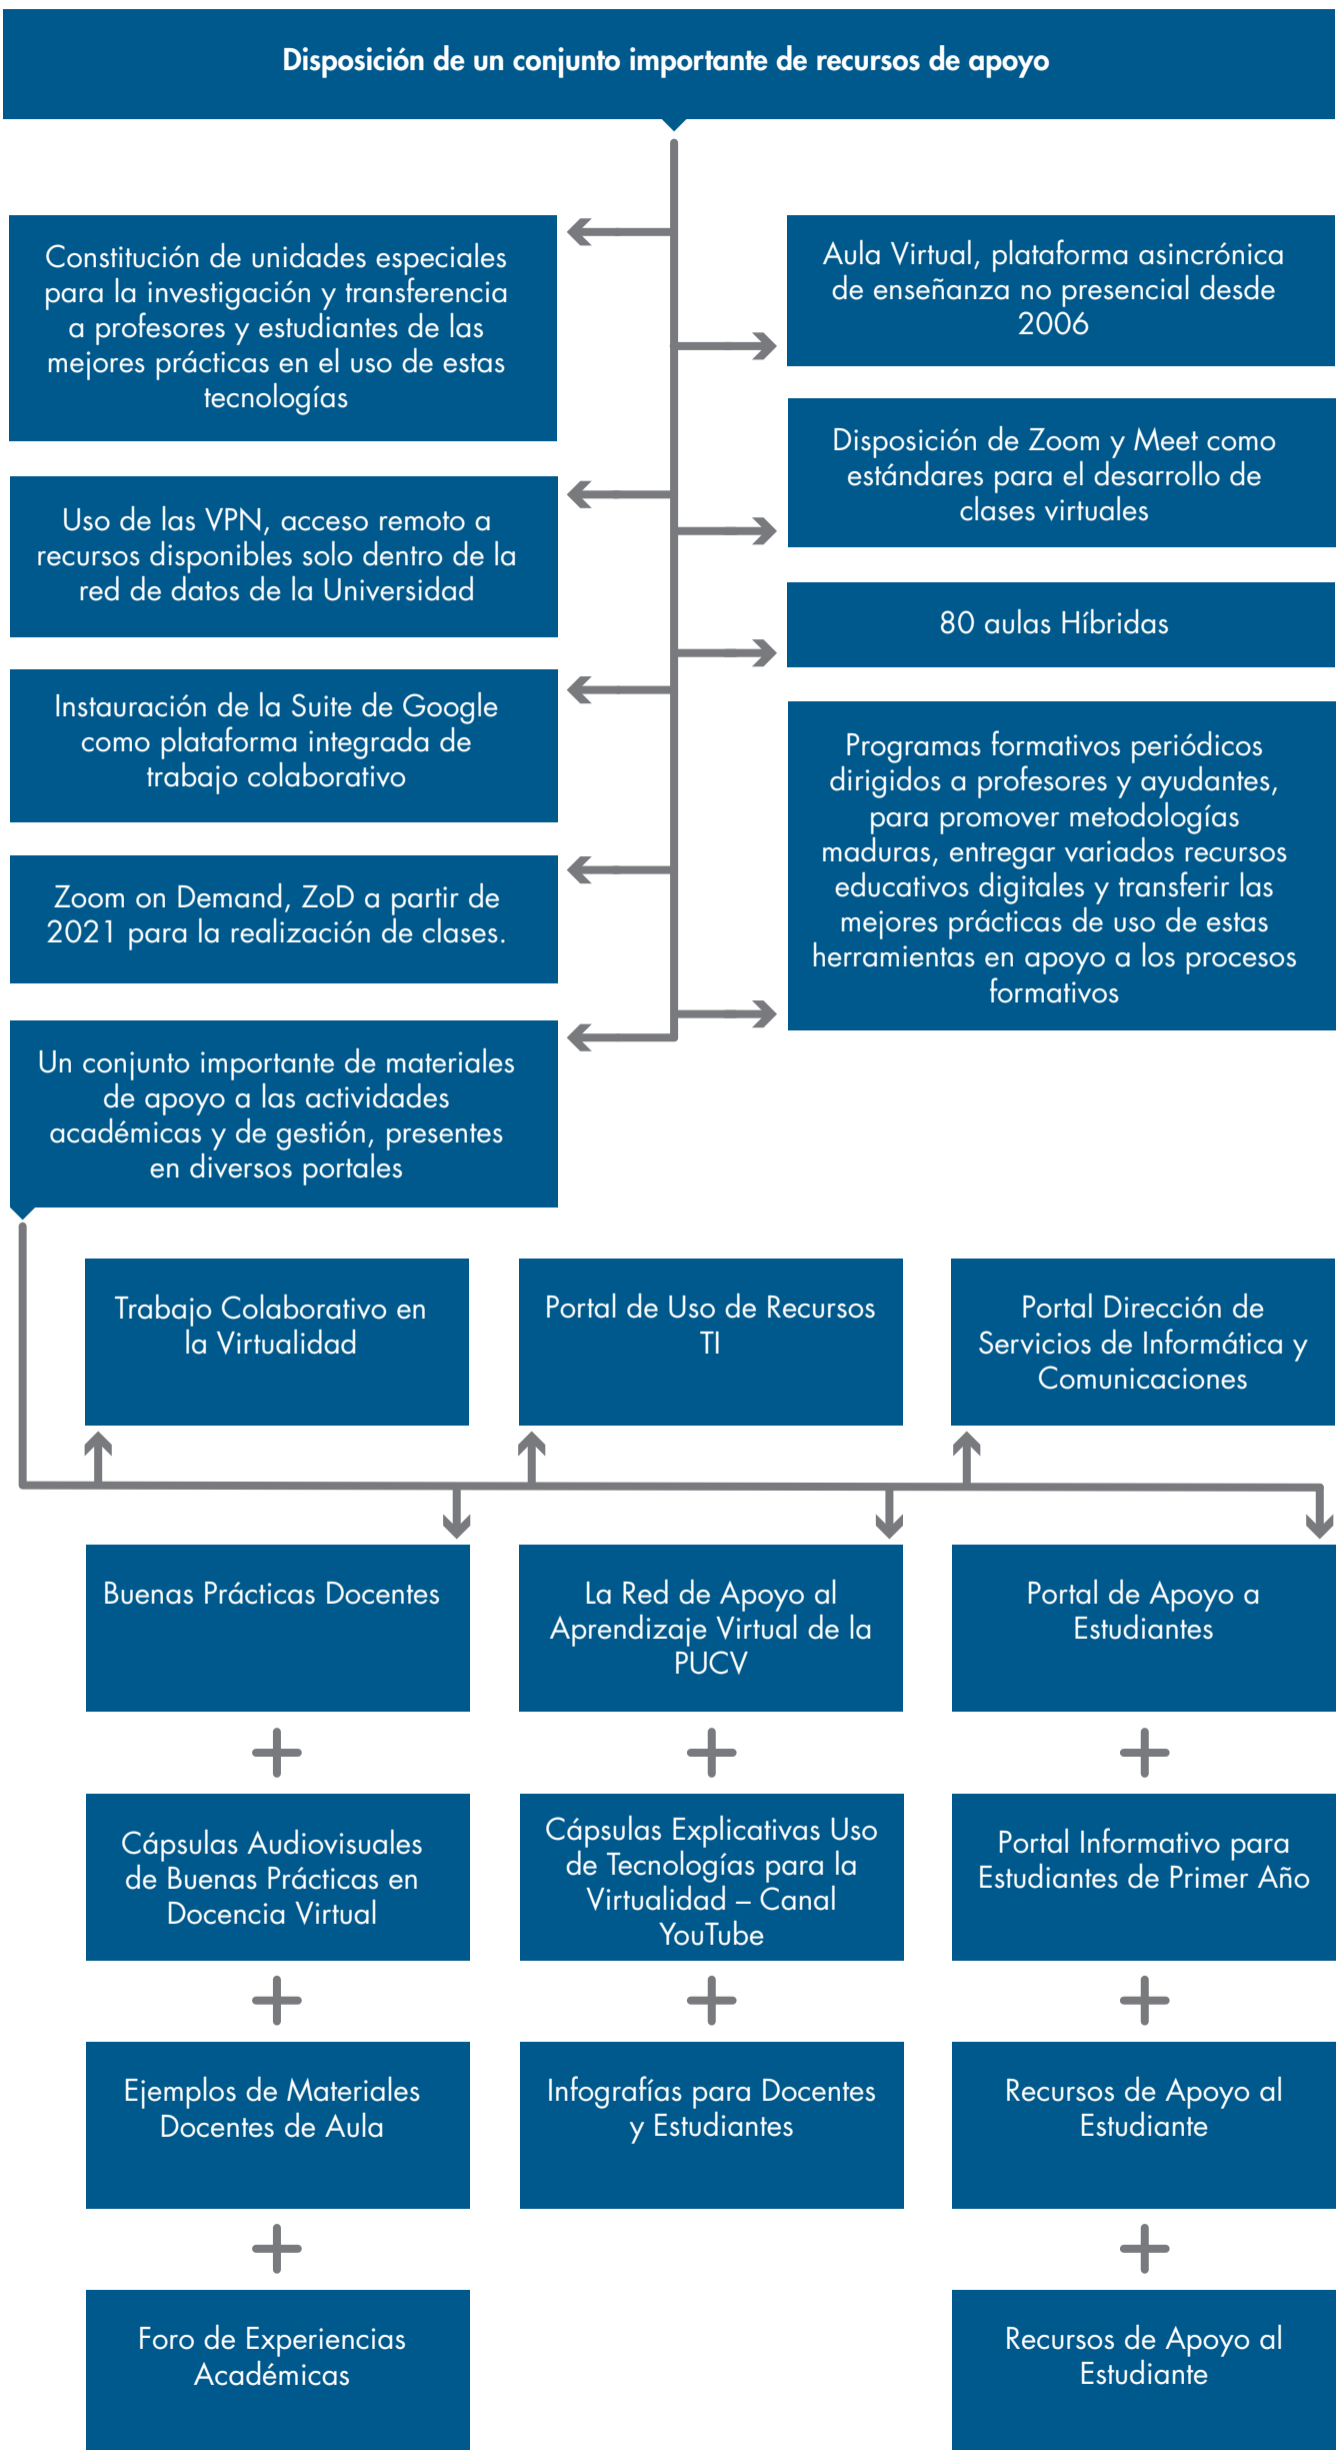 Disposición de un conjunto importante de recursos de apoyo
Constitución de unidades especiales
para la investigación y transferencia
a profesores y estudiantes de las
mejores prácticas en el uso de estas
tecnologías
Aula Virtual, plataforma asincrónica
de enseñanza no presencial desde
2006
Disposición de Zoom y Meet como
estándares para el desarrollo de
clases virtuales
Uso de las VPN, acceso remoto a
recursos disponibles solo dentro de la
red de datos de la Universidad
80 aulas Híbridas
Instauración de la Suite de Google
como plataforma integrada de
trabajo colaborativo
Programas formativos periódicos
dirigidos a profesores y ayudantes,
para promover metodologías
maduras, entregar variados recursos
educativos digitales y transferir las
mejores prácticas de uso de estas
herramientas en apoyo a los procesos
formativos
Zoom on Demand, ZoD a partir de
2021 para la realización de clases.
Un conjunto importante de materiales
de apoyo a las actividades
académicas y de gestión, presentes
en diversos portales
Trabajo Colaborativo en
la Virtualidad
Portal de Uso de Recursos
TI
Portal Dirección de
Servicios de Informática y
Comunicaciones
Buenas Prácticas Docentes
La Red de Apoyo al
Aprendizaje Virtual de la
PUCV
Portal de Apoyo a
Estudiantes
Cápsulas Audiovisuales
de Buenas Prácticas en
Docencia Virtual
Cápsulas Explicativas Uso
de Tecnologías para la
Virtualidad – Canal
YouTube
Portal Informativo para
Estudiantes de Primer Año
Ejemplos de Materiales
Docentes de Aula
Infografías para Docentes
y Estudiantes
Recursos de Apoyo al
Estudiante
Foro de Experiencias
Académicas
Recursos de Apoyo al
Estudiante